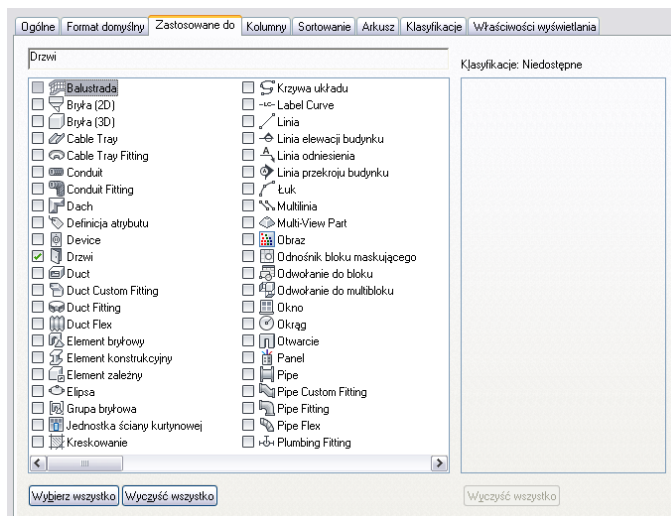 Ogólne Format domyślny Zastosowane do Kolumny Sortowanie Arkusz Klasyfikacje Właściwości wyświetlania
Drzwi
Klasyfikacje: Niedostępne
Balustrada
Bryła (2D)
Bryła (3D)
Cable Tray
Cable Tray Fitting
Conduit
Conduit Fitting
Dach
Definicja atrybutu
Device
Drzwi
Duct
Duct Custom Fitting
Duct Fitting
Duct Flex
Element bryłowy
Element konstrukcyjny
Element zależny
Elipsa
Grupa bryłowa
Jednostka ściany kurtynowej
Kreskowanie
Krzywa układu
Label Curve
Linia
Linia elewacji budynku
Linia odniesienia
Linia przekroju budynku
Łuk
Multilinia
Multi-View Part
Obraz
Odnośnik bloku maskującego
Odwołanie do bloku
Odwołanie do multibloku
Okno
Okrąg
Otwarcie
Panel
Pipe
Pipe Custom Fitting
Pipe Fitting
Pipe Flex
Plumbing Fitting
Wybierz wszystko Wyczyść wszystko
Wyczyść wszystko